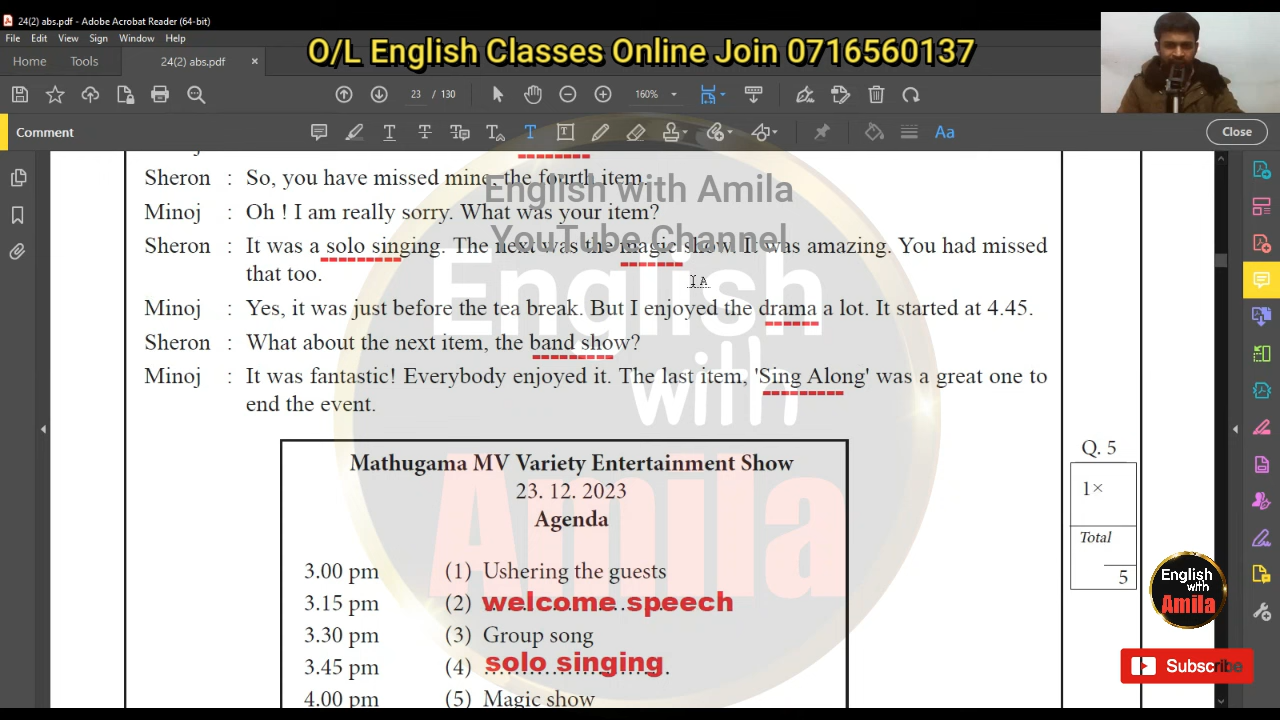 24(2) abs.pdf - Adobe Acrobat Reader (64-bit)
File Edit View Sign Window Help
O/L English Classes Online Join 0716560137
Home Tools 24(2) abs.pdf ×
23 / 130 160%
Comment
Close
Sheron : So, you have missed mine, the fourth item.
Minoj : Oh ! I am really sorry. What was your item?
Sheron : It was a solo singing. The next was the magic show. It was amazing. You had missed
that too.
Minoj : Yes, it was just before the tea break. But I enjoyed the drama a lot. It started at 4.45.
Sheron : What about the next item, the band show?
Minoj : It was fantastic! Everybody enjoyed it. The last item, 'Sing Along' was a great one to
end the event.
English with Amila
YouTube Channel
English
with
Amila
Mathugama MV Variety Entertainment Show
23. 12. 2023
Agenda
3.00 pm (1) Ushering the guests
3.15 pm (2) welcome speech
3.30 pm (3) Group song
3.45 pm (4) solo singing
4.00 pm (5) Magic show
Q. 5
1×
Total
5
English
with
Amila
Subscribe